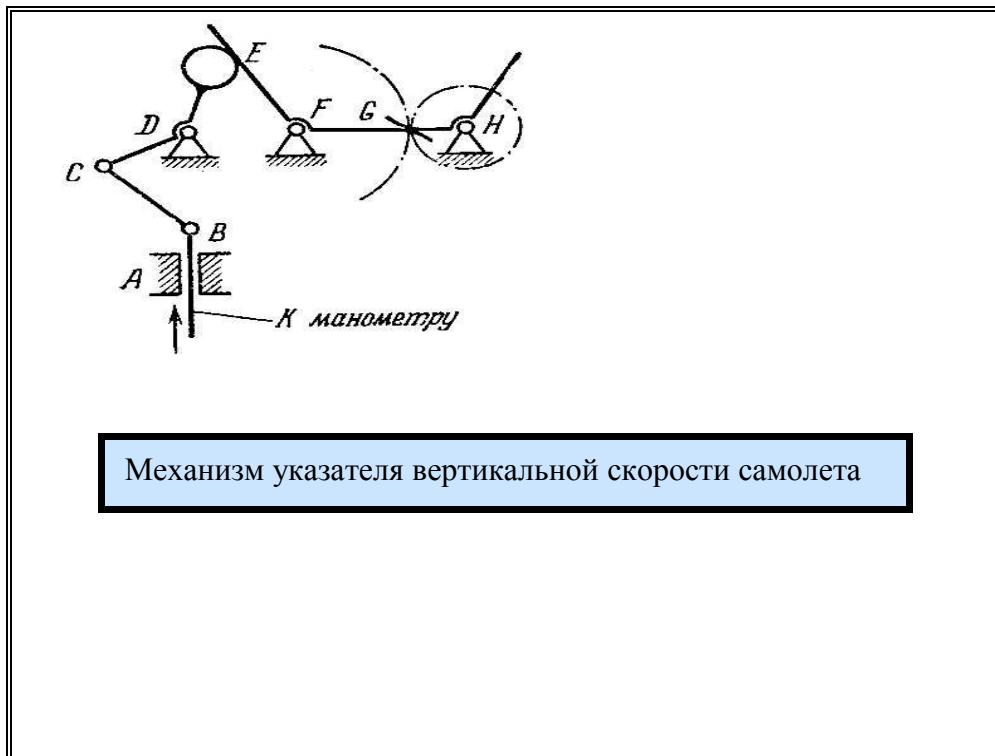 E
D
F
G
H
C
B
A
К манометру
Механизм указателя вертикальной скорости самолета